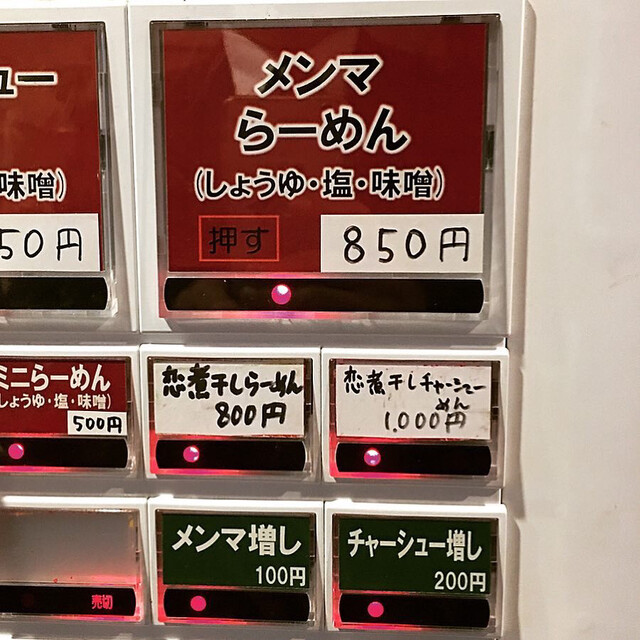 ュー
味噌)
50円
メンマ
らーめん
(しょうゆ・塩・味噌)
押す
850円
ミニらーめん
しょうゆ・塩・味噌)
500円
恋煮干しらーめん
800円
恋煮干しチャーシュー
めん
1.000円
売切
メンマ増し
100円
チャーシュー増し
200円